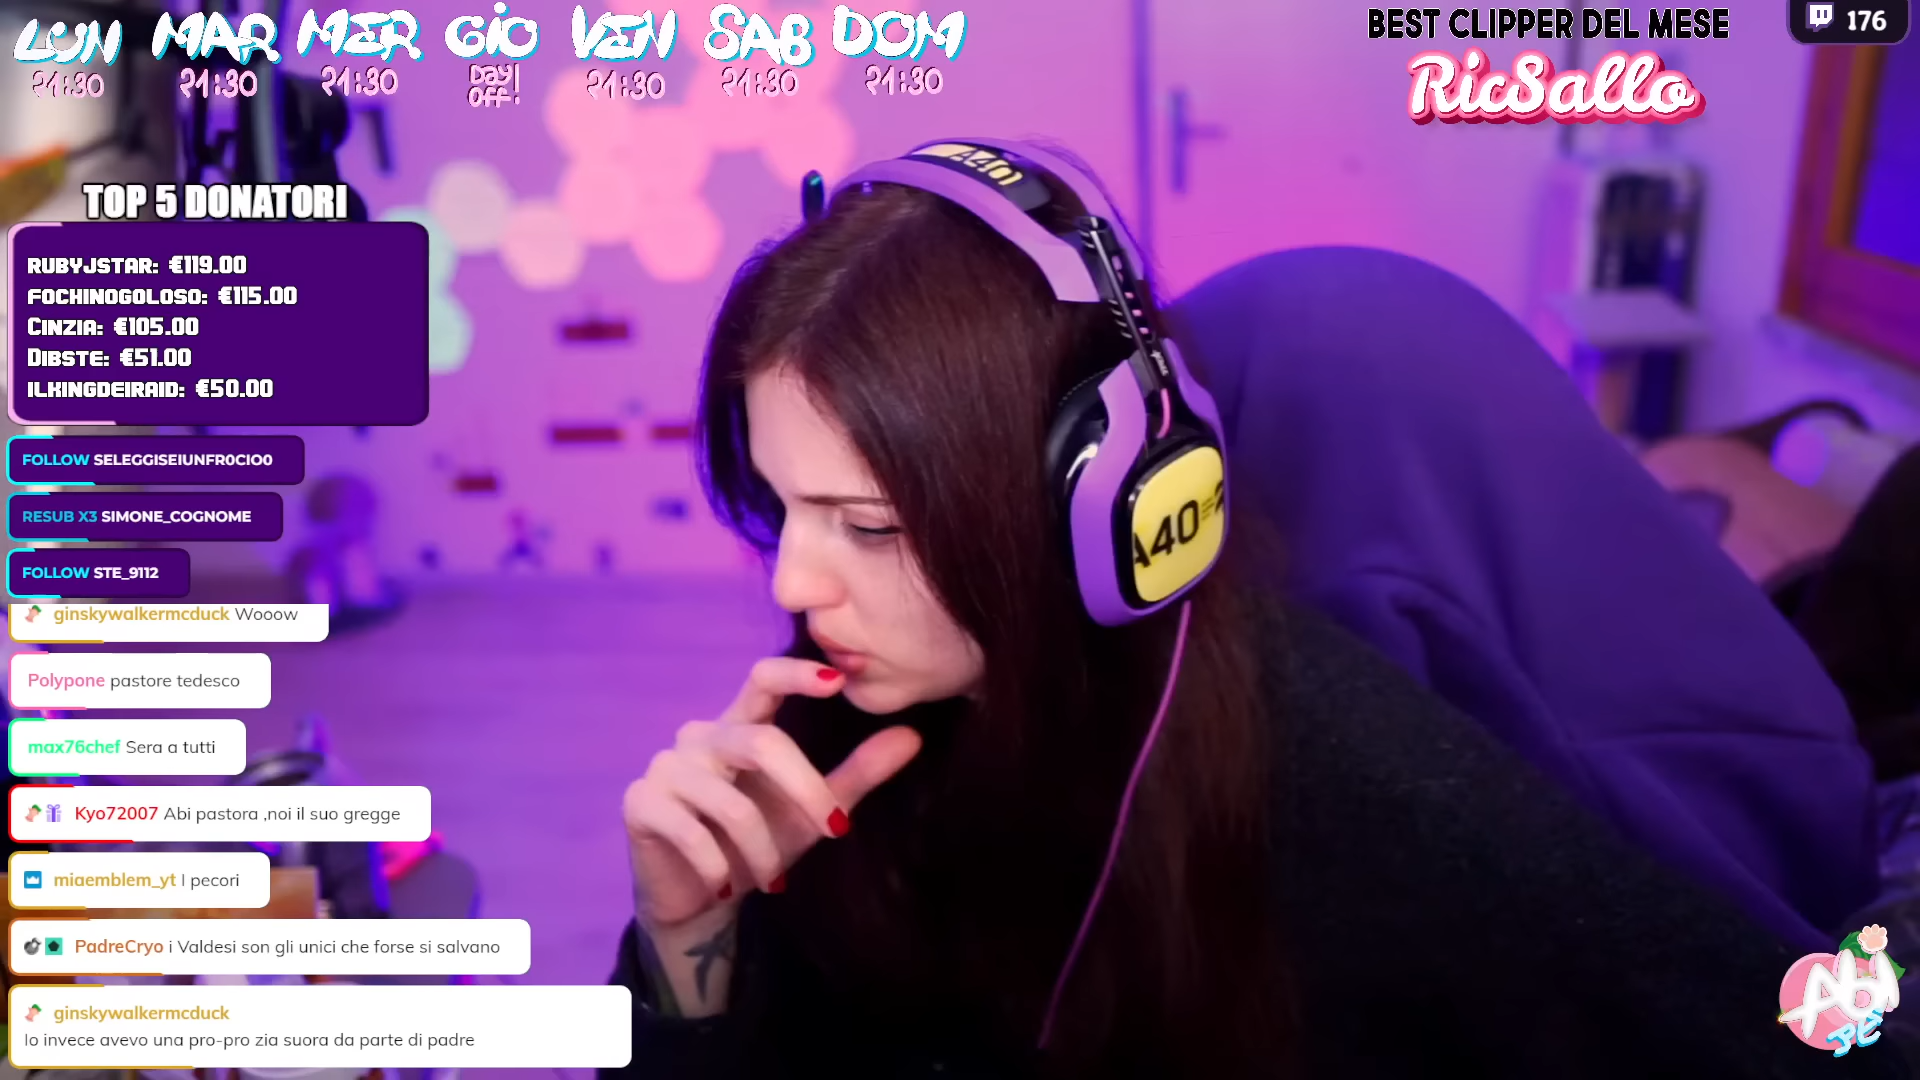 LUN MAR MER GIO VEN SAB DOM
21:30 21:30 21:30 Day! Off! 21:30 21:30 21:30
BEST CLIPPER DEL MESE
RicSallo
176
A40
TOP 5 DONATORI
RUBYJSTAR: €119.00
FOCHINOGOLOSO: €115.00
CINZIA: €105.00
DIBSTE: €51.00
ILKINGDEIRAID: €50.00
FOLLOW SELEGGISEIUNFR0CIO0
RESUB X3 SIMONE_COGNOME
FOLLOW STE_9112
ginskywalkermcduck Wooow
Polypone pastore tedesco
max76chef Sera a tutti
Kyo72007 Abi pastora ,noi il suo gregge
miaemblem_yt I pecori
PadreCryo i Valdesi son gli unici che forse si salvano
ginskywalkermcduck
Io invece avevo una pro-pro zia suora da parte di padre
A40